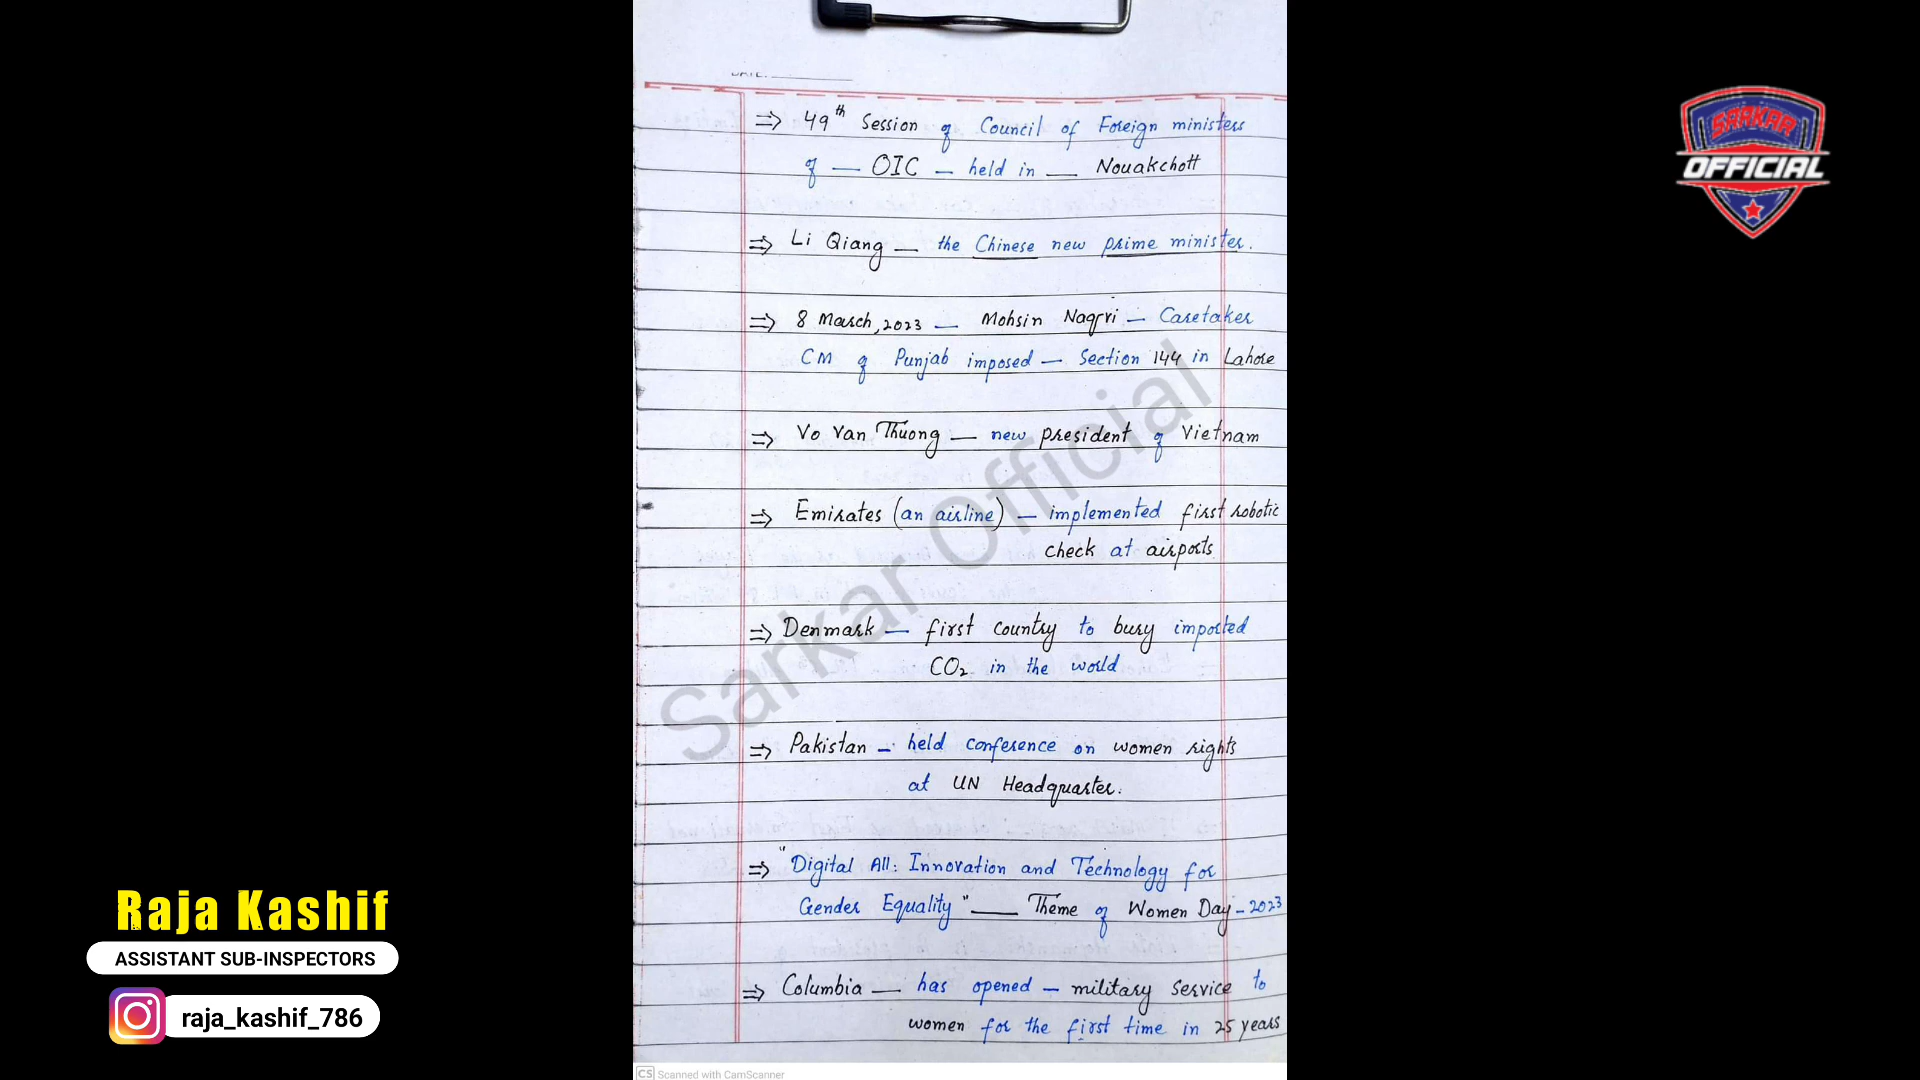 DATE:
⇒ 49th Session of Council of Foreign ministers
of — OIC — held in — Nouakchott
⇒ Li Qiang — the Chinese new prime minister.
⇒ 8 March, 2023 — Mohsin Naqvi — Caretaker
CM of Punjab imposed — Section 144 in Lahore
⇒ Vo Van Thuong — new president of Vietnam
⇒ Emirates (an airline) — implemented first robotic
check at airports
⇒ Denmark — first country to buy imported
CO₂ in the world
⇒ Pakistan — held conference on women rights
at UN Headquarter.
⇒ "Digital All: Innovation and Technology for
Gender Equality" — Theme of Women Day - 2023
⇒ Columbia — has opened — military service to
women for the first time in 25 years
Sarkar Official
CS Scanned with CamScanner
SARKAR
OFFICIAL
Raja Kashif
ASSISTANT SUB-INSPECTORS
raja_kashif_786